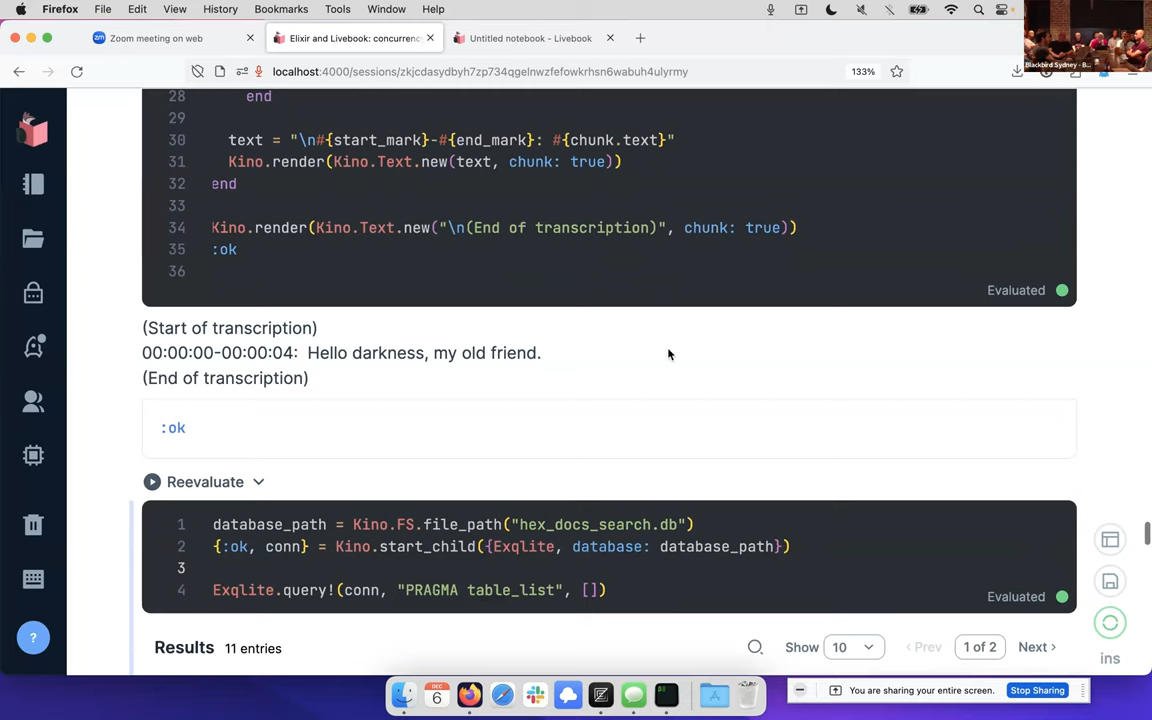 Firefox File Edit View History Bookmarks Tools Window Help
zm Zoom meeting on web
Elixir and Livebook: concurrency
Untitled notebook - Livebook
localhost:4000/sessions/zkjcdasydbyh7zp734qgelnwzfefowkrhsn6wabuh4ulyrmy
133%
Blackbird Sydney - B...
28 end
29
30 text = "\n#{start_mark}-#{end_mark}: #{chunk.text}"
31 Kino.render(Kino.Text.new(text, chunk: true))
32 end
33
34 Kino.render(Kino.Text.new("\n(End of transcription)", chunk: true))
35 :ok
36
Evaluated
(Start of transcription)
00:00:00-00:00:04: Hello darkness, my old friend.
(End of transcription)
:ok
Reevaluate
1 database_path = Kino.FS.file_path("hex_docs_search.db")
2 {:ok, conn} = Kino.start_child({Exqlite, database: database_path})
3
4 Exqlite.query!(conn, "PRAGMA table_list", [])
Evaluated
Results 11 entries
Show 10 < Prev 1 of 2 Next >
?
ins
DEC
6
You are sharing your entire screen. Stop Sharing